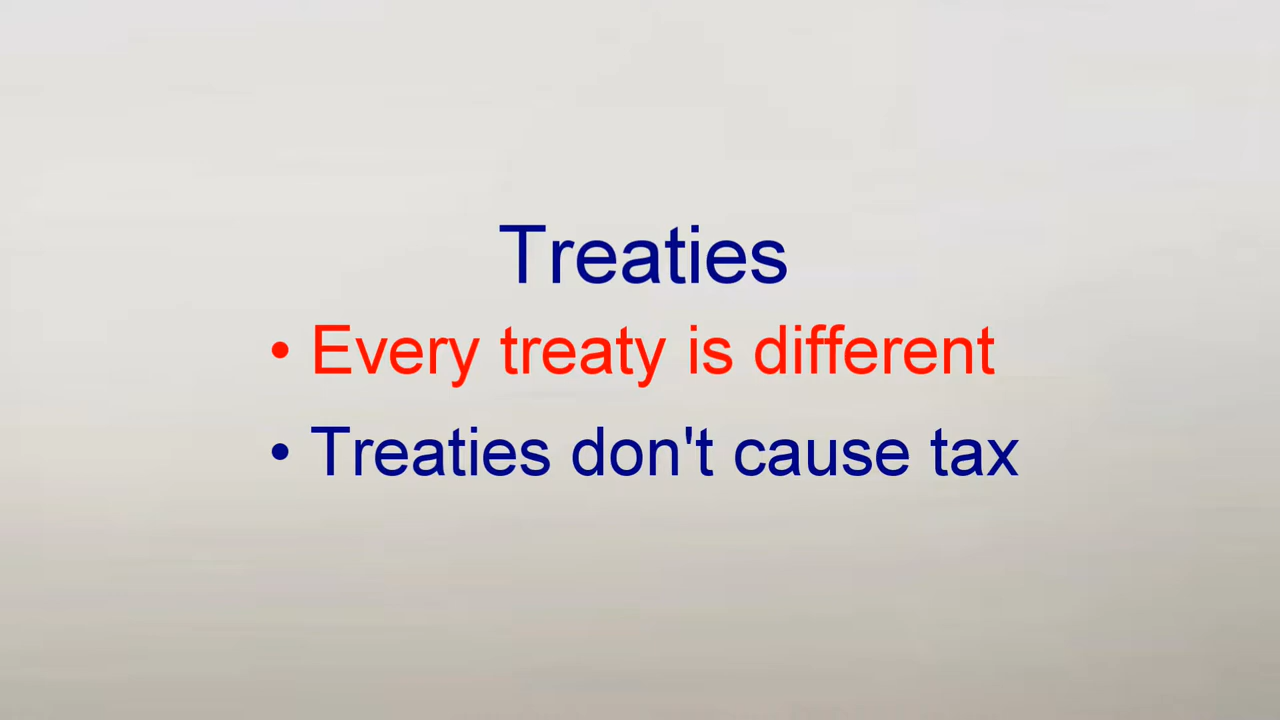 Treaties
• Every treaty is different
• Treaties don't cause tax